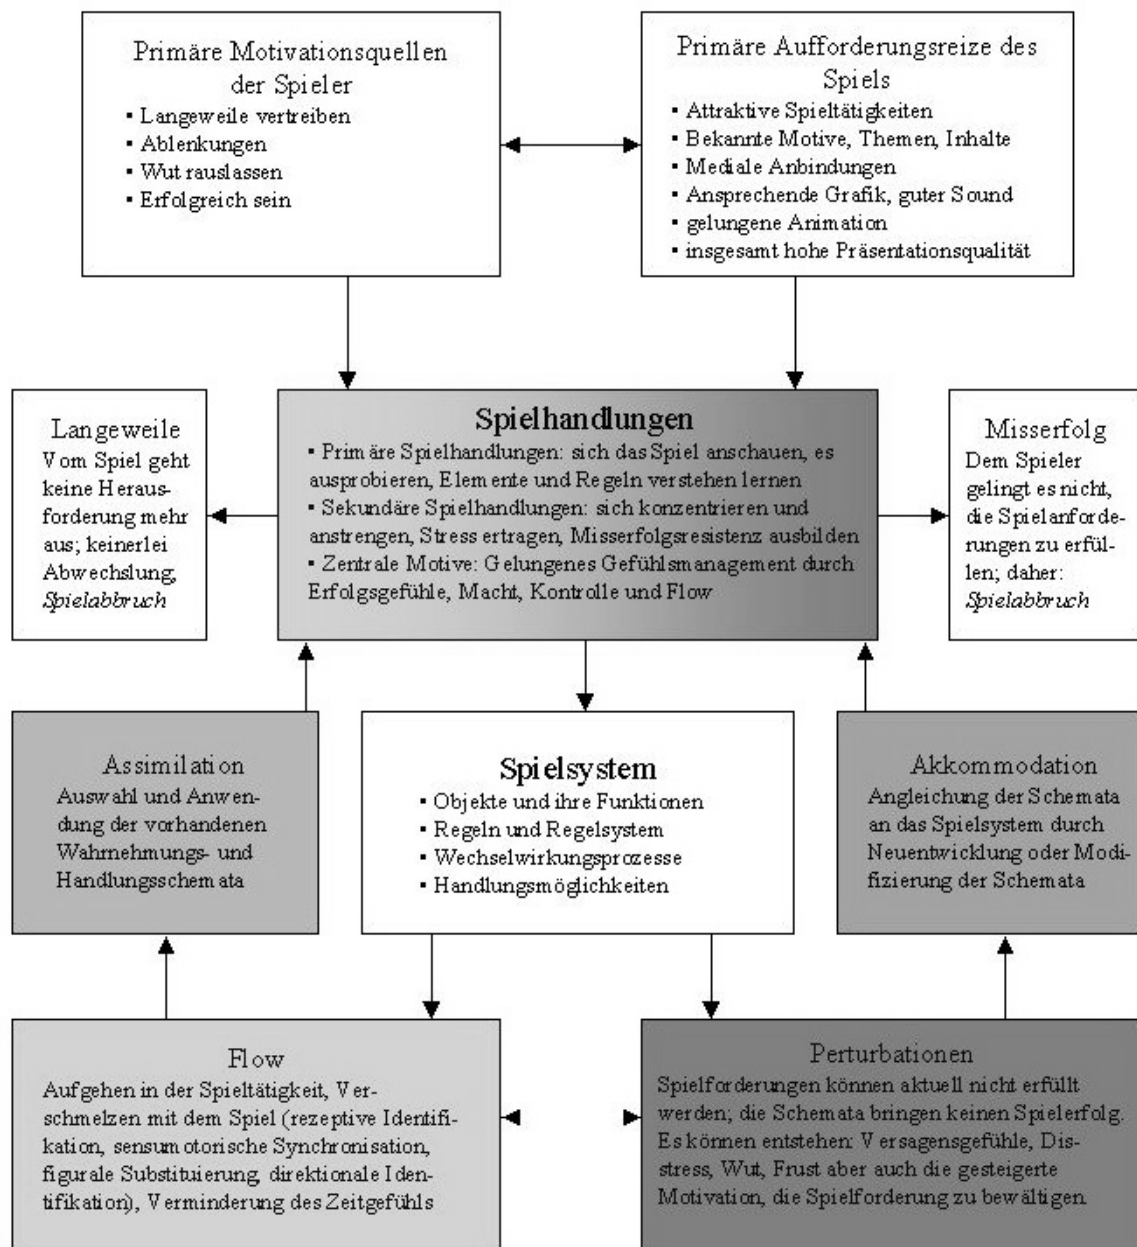 Primäre Motivationsquellen
der Spieler
▪ Langeweile vertreiben
▪ Ablenkungen
▪ Wut rauslassen
▪ Erfolgreich sein
Primäre Aufforderungsreize des
Spiels
▪ Attraktive Spieltätigkeiten
▪ Bekannte Motive, Themen, Inhalte
▪ Mediale Anbindungen
▪ Ansprechende Grafik, guter Sound
▪ gelungene Animation
▪ insgesamt hohe Präsentationsqualität
Langeweile
Vom Spiel geht
keine Heraus-
forderung mehr
aus; keinerlei
Abwechslung,
Spielabbruch
Spielhandlungen
▪ Primäre Spielhandlungen: sich das Spiel anschauen, es
ausprobieren, Elemente und Regeln verstehen lernen
▪ Sekundäre Spielhandlungen: sich konzentrieren und
anstrengen, Stress ertragen, Misserfolgsresistenz ausbilden
▪ Zentrale Motive: Gelungenes Gefühlsmanagement durch
Erfolgsgefühle, Macht, Kontrolle und Flow
Misserfolg
Dem Spieler
gelingt es nicht,
die Spielanforde-
rungen zu erfül-
len; daher:
Spielabbruch
Assimilation
Auswahl und Anwen-
dung der vorhandenen
Wahrnehmungs- und
Handlungsschemata
Spielsystem
▪ Objekte und ihre Funktionen
▪ Regeln und Regelsystem
▪ Wechselwirkungsprozesse
▪ Handlungsmöglichkeiten
Akkommodation
Angleichung der Schemata
an das Spielsystem durch
Neuentwicklung oder Modi-
fizierung der Schemata
Flow
Aufgehen in der Spieltätigkeit, Ver-
schmelzen mit dem Spiel (rezeptive Identifi-
kation, sensumotorische Synchronisation,
figurale Substituierung, direktionale Iden-
tifikation), Verminderung des Zeitgefühls
Perturbationen
Spielforderungen können aktuell nicht erfüllt
werden; die Schemata bringen keinen Spielerfolg.
Es können entstehen: Versagensgefühle, Dis-
stress, Wut, Frust aber auch die gesteigerte
Motivation, die Spielforderung zu bewältigen